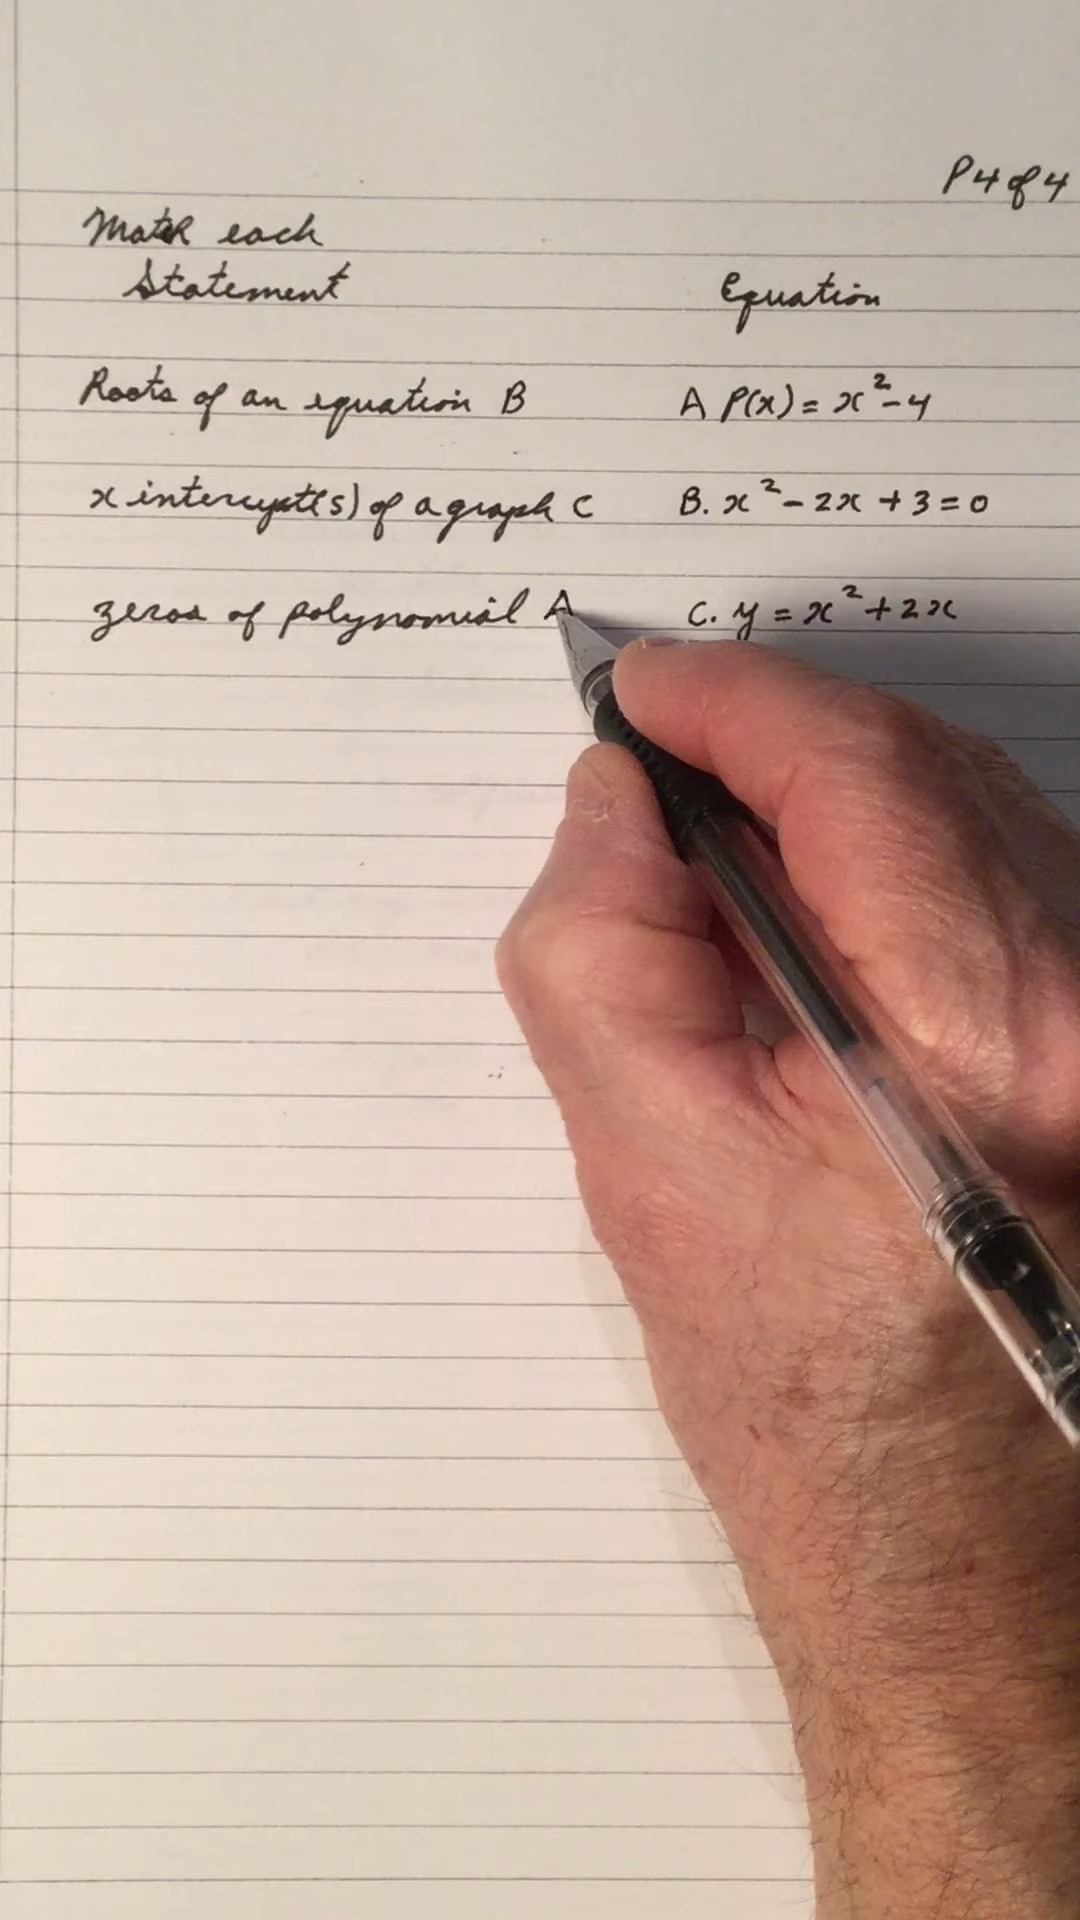 P4 of 4
Match each
Statement Equation
Roots of an equation B A P(x) = x² - 4
x intercept(s) of a graph C B. x² - 2x + 3 = 0
zeros of polynomial A C. y = x² + 2x